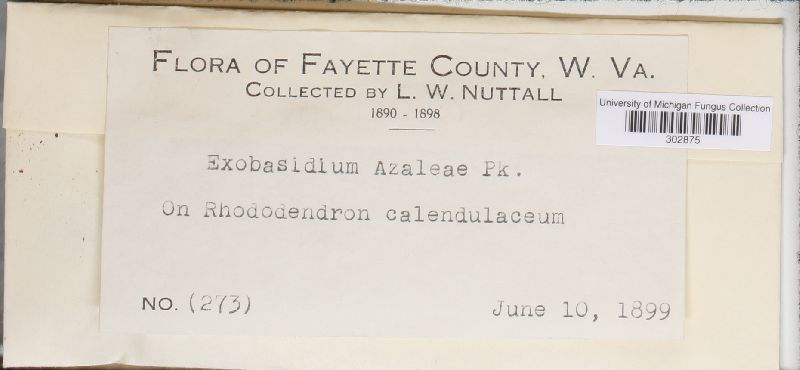 FLORA OF FAYETTE COUNTY, W. VA.
COLLECTED BY L. W. NUTTALL
1890 - 1898
University of Michigan Fungus Collection
302875
Exobasidium Azaleae Pk.
On Rhododendron calendulaceum
NO. (273)
June 10, 1899